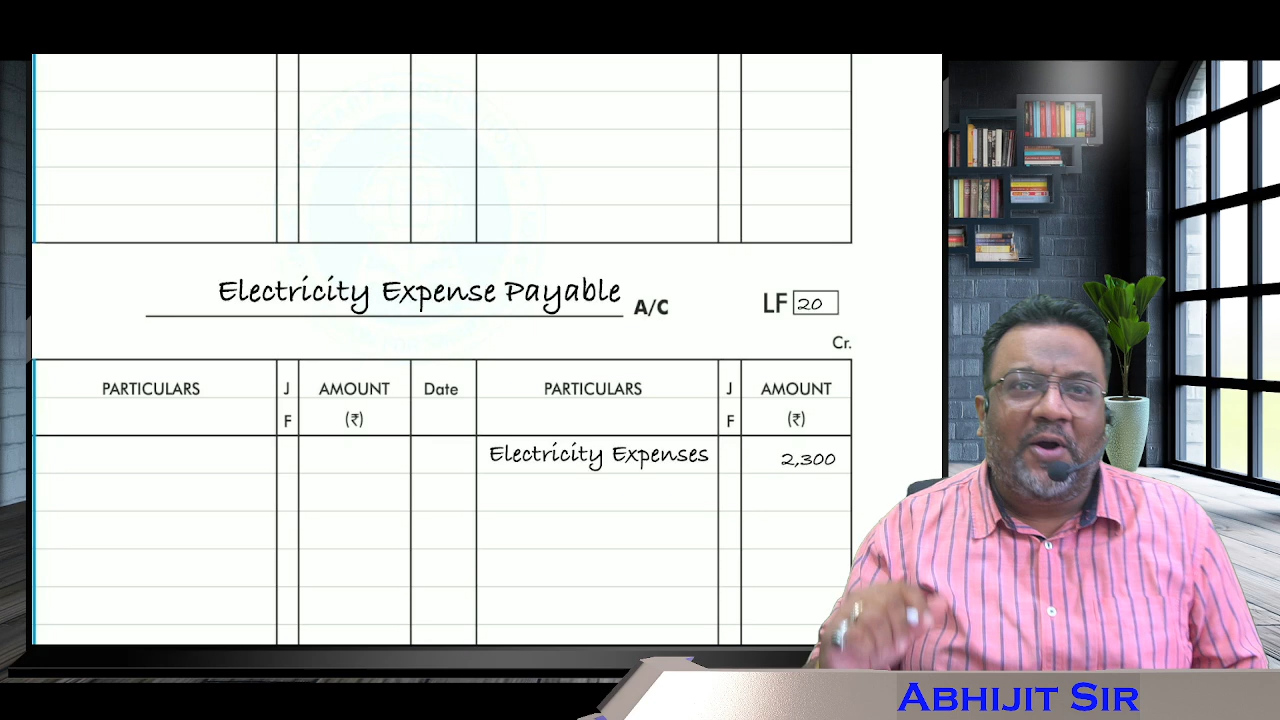 Electricity Expense Payable A/C LF 20
Cr.
PARTICULARS J AMOUNT Date PARTICULARS J AMOUNT
F (₹) F (₹)
Electricity Expenses 2,300
ABHIJIT SIR